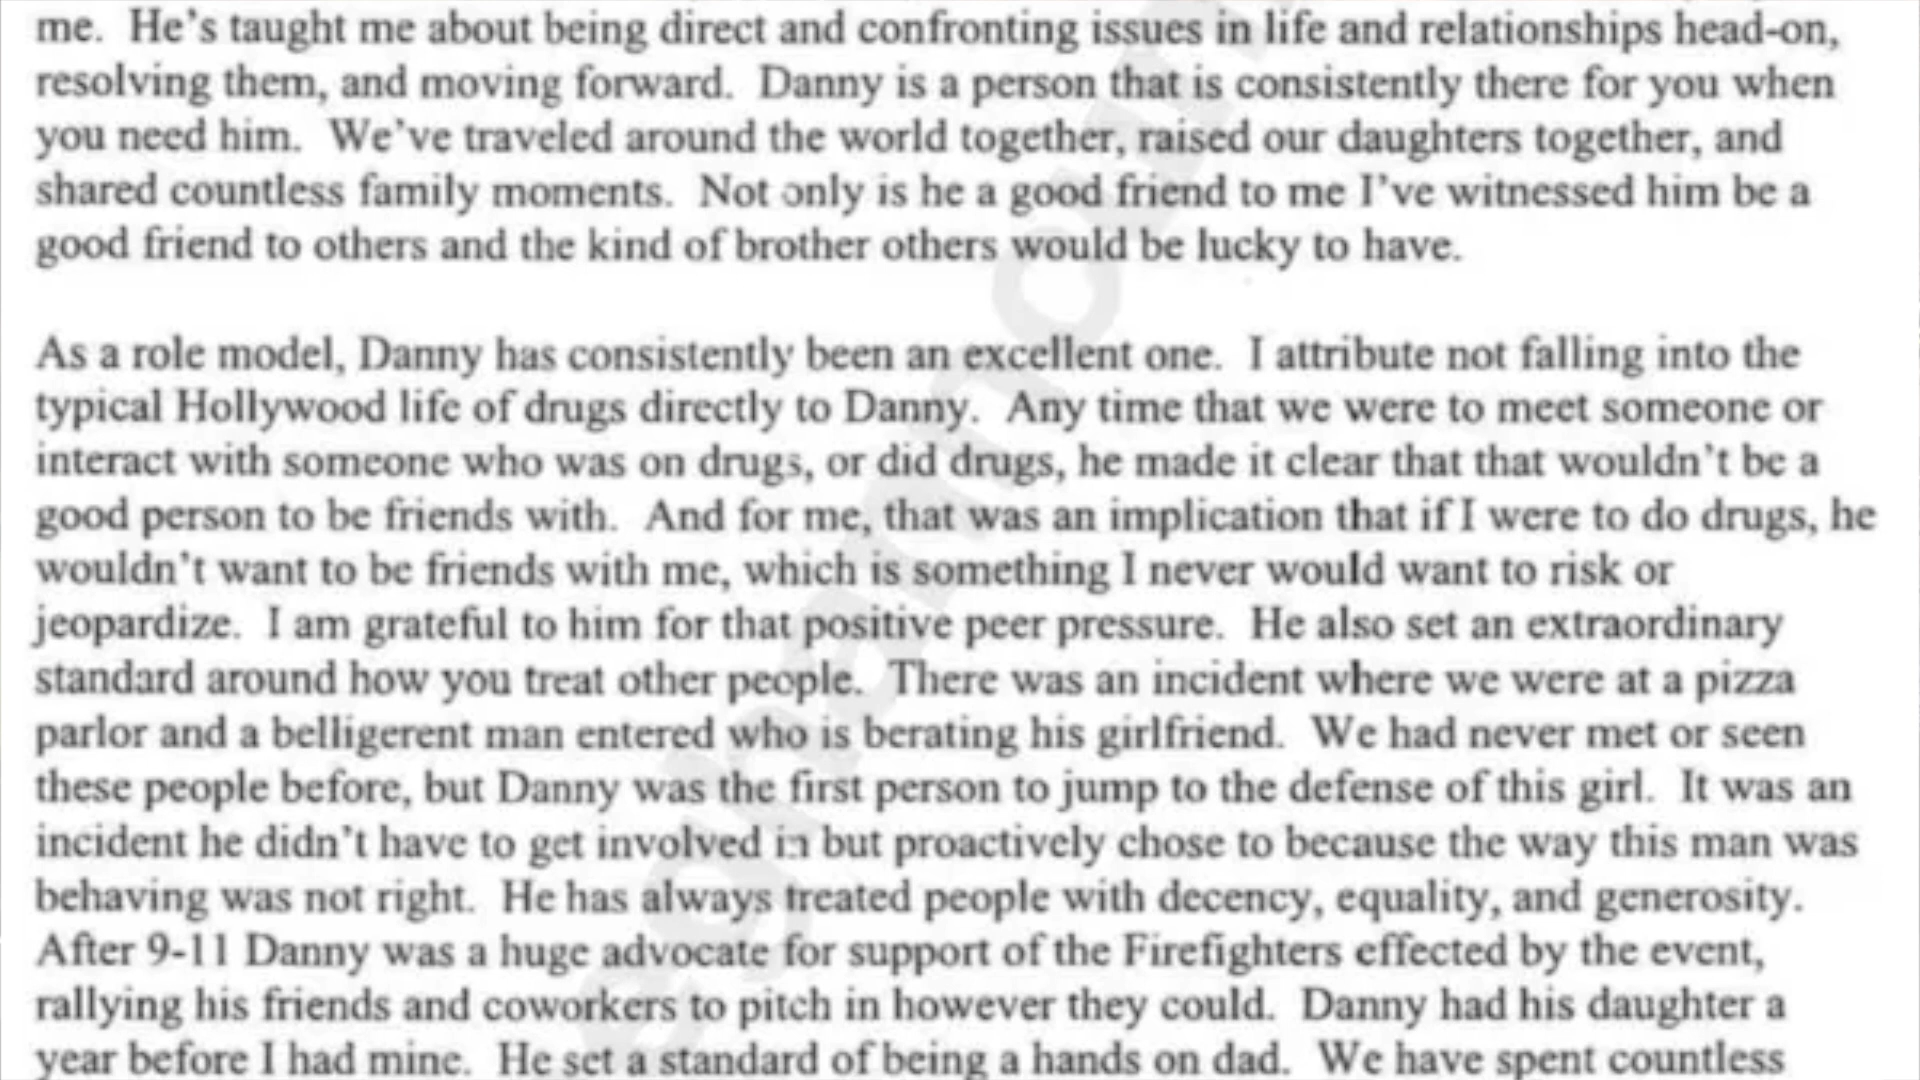 me.  He's taught me about being direct and confronting issues in life and relationships head-on,
resolving them, and moving forward.  Danny is a person that is consistently there for you when
you need him.  We've traveled around the world together, raised our daughters together, and
shared countless family moments.  Not only is he a good friend to me I've witnessed him be a
good friend to others and the kind of brother others would be lucky to have.
As a role model, Danny has consistently been an excellent one.  I attribute not falling into the
typical Hollywood life of drugs directly to Danny.  Any time that we were to meet someone or
interact with someone who was on drugs, or did drugs, he made it clear that that wouldn't be a
good person to be friends with.  And for me, that was an implication that if I were to do drugs, he
wouldn't want to be friends with me, which is something I never would want to risk or
jeopardize.  I am grateful to him for that positive peer pressure.  He also set an extraordinary
standard around how you treat other people.  There was an incident where we were at a pizza
parlor and a belligerent man entered who is berating his girlfriend.  We had never met or seen
these people before, but Danny was the first person to jump to the defense of this girl.  It was an
incident he didn't have to get involved in but proactively chose to because the way this man was
behaving was not right.  He has always treated people with decency, equality, and generosity.
After 9-11 Danny was a huge advocate for support of the Firefighters effected by the event,
rallying his friends and coworkers to pitch in however they could.  Danny had his daughter a
year before I had mine.  He set a standard of being a hands on dad.  We have spent countless